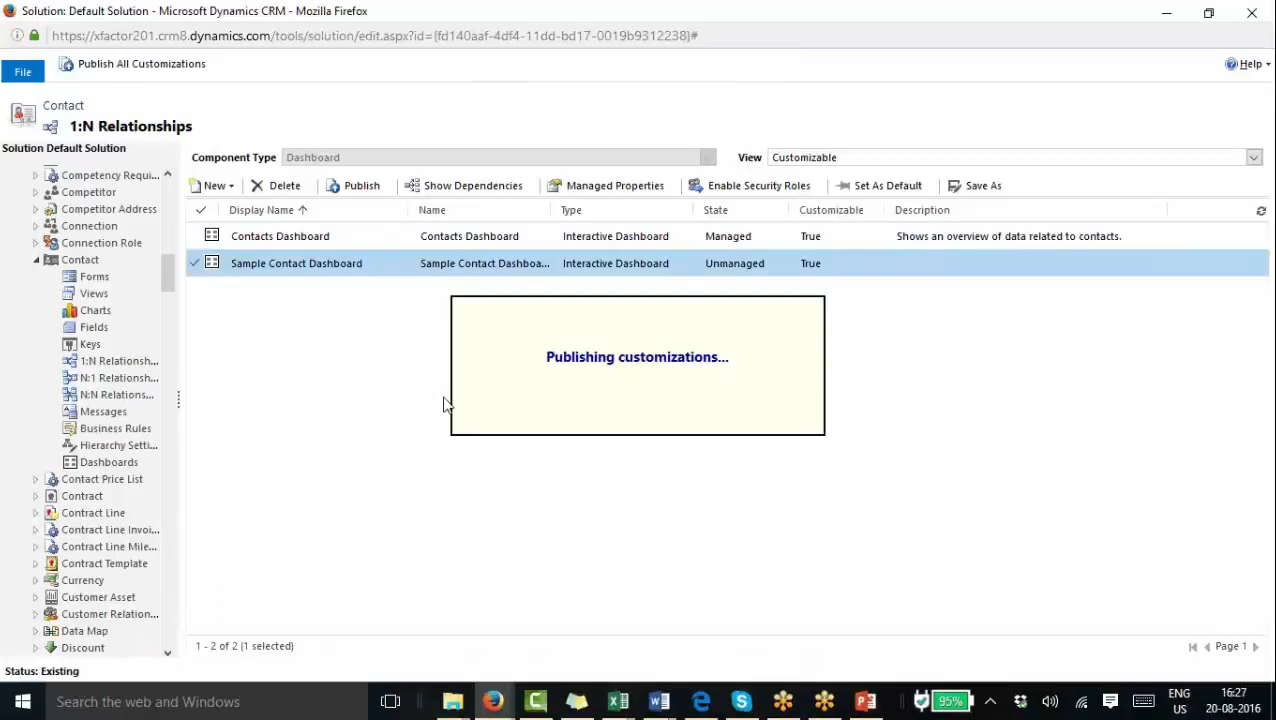 Solution: Default Solution - Microsoft Dynamics CRM - Mozilla Firefox
https://xfactor201.crm8.dynamics.com/tools/solution/edit.aspx?id={fd140aaf-4df4-11dd-bd17-0019b9312238}#
File
Publish All Customizations
Help
Contact
1:N Relationships
Solution Default Solution
Component Type Dashboard View Customizable
New Delete Publish Show Dependencies Managed Properties Enable Security Roles Set As Default Save As
Display Name Name Type State Customizable Description
Contacts Dashboard Contacts Dashboard Interactive Dashboard Managed True Shows an overview of data related to contacts.
Sample Contact Dashboard Sample Contact Dashboa... Interactive Dashboard Unmanaged True
Publishing customizations...
Competency Requi...
Competitor
Competitor Address
Connection
Connection Role
Contact
Forms
Views
Charts
Fields
Keys
1:N Relationsh...
N:1 Relationsh...
N:N Relations...
Messages
Business Rules
Hierarchy Setti...
Dashboards
Contact Price List
Contract
Contract Line
Contract Line Invoi...
Contract Line Mile...
Contract Template
Currency
Customer Asset
Customer Relation...
Data Map
Discount
1 - 2 of 2 (1 selected)
Page 1
Status: Existing
Search the web and Windows
95%
ENG
US
16:27
20-08-2016